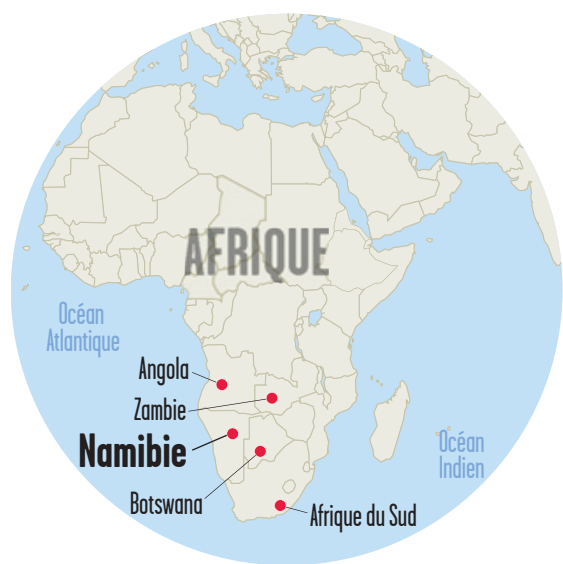 AFRIQUE
Océan
Atlantique
Angola
Zambie
Namibie
Botswana
Afrique du Sud
Océan
Indien